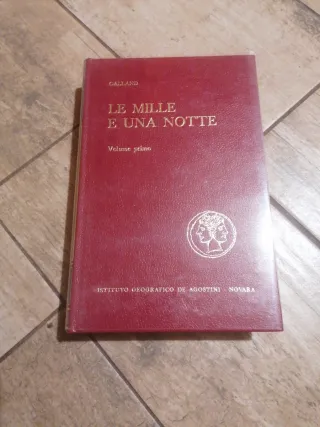 GALLAND
LE MILLE
E UNA NOTTE
Volume primo
ISTITUTO GEOGRAFICO DE AGOSTINI - NOVARA